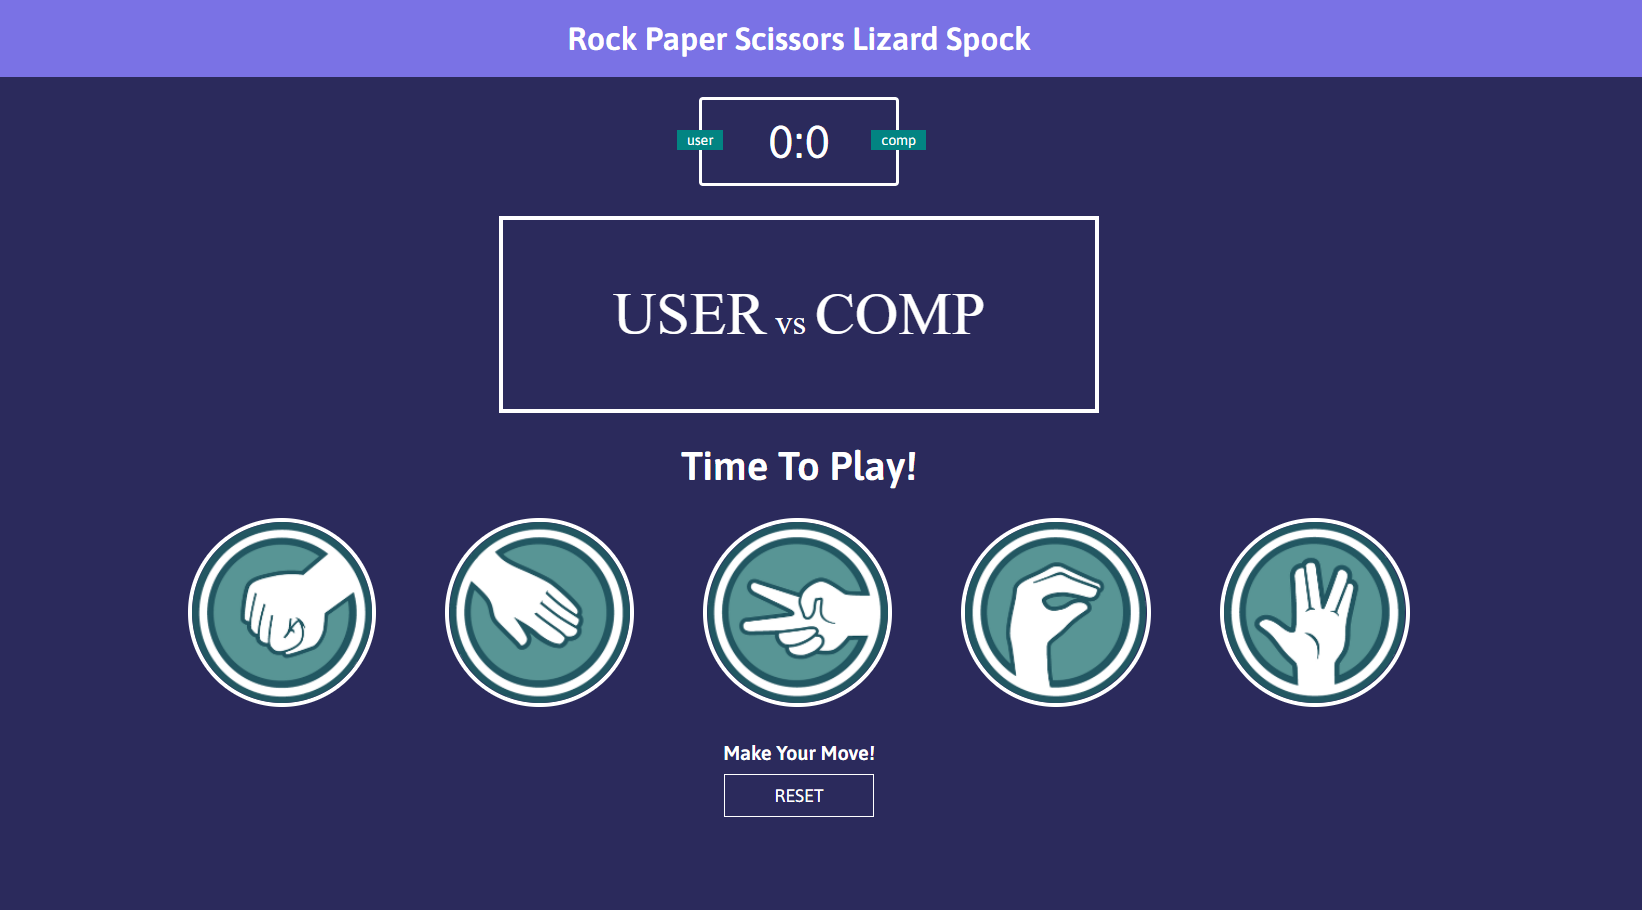 Rock Paper Scissors Lizard Spock
user 0:0 comp
USER vs COMP
Time To Play!
Make Your Move!
RESET